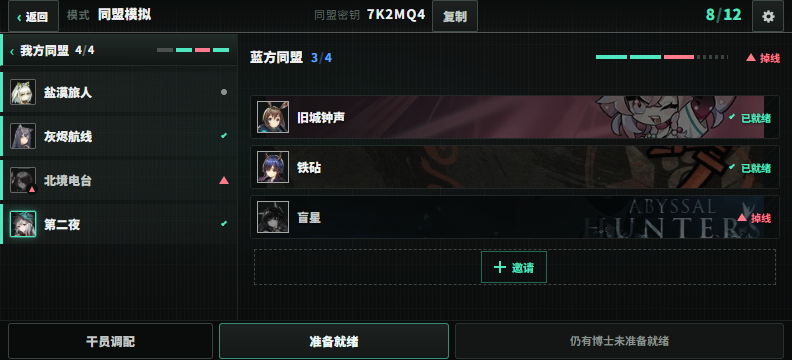 返回 模式 同盟模拟 同盟密钥 7K2MQ4 复制 8/12
我方同盟 4/4
盐漠旅人
灰烬航线
北境电台
第二夜
蓝方同盟 3/4 掉线
旧城钟声 已就绪
铁砧 已就绪
盲星 掉线
ABYSSAL
HUNTERS
邀请
干员调配 准备就绪 仍有博士未准备就绪